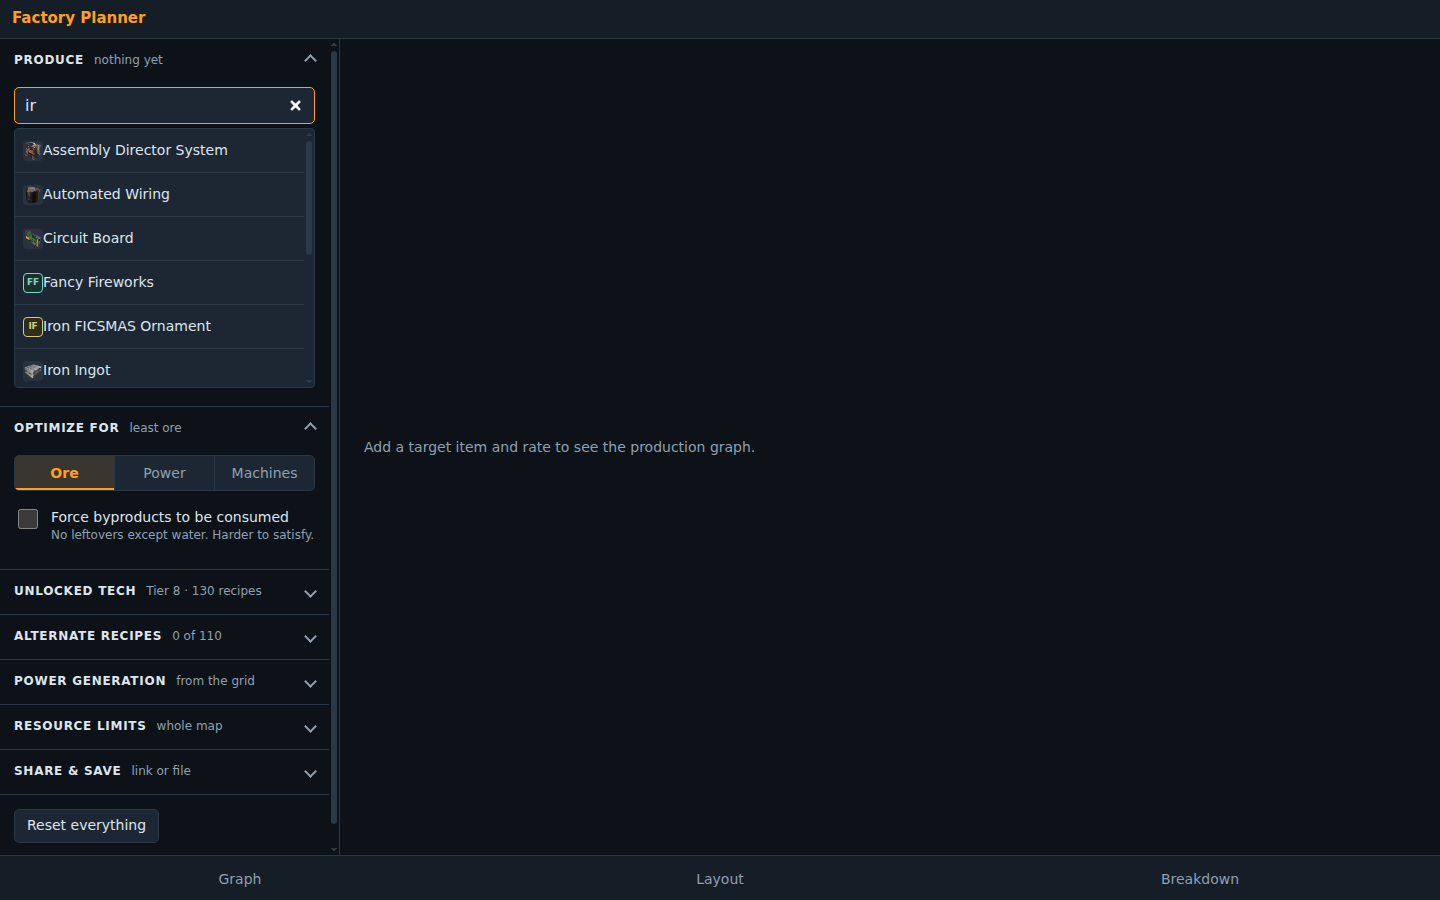 Factory Planner
PRODUCE nothing yet
ir
Assembly Director System
Automated Wiring
Circuit Board
FF Fancy Fireworks
IF Iron FICSMAS Ornament
Iron Ingot
OPTIMIZE FOR least ore
Ore Power Machines
Force byproducts to be consumed
No leftovers except water. Harder to satisfy.
UNLOCKED TECH Tier 8 · 130 recipes
ALTERNATE RECIPES 0 of 110
POWER GENERATION from the grid
RESOURCE LIMITS whole map
SHARE & SAVE link or file
Reset everything
Add a target item and rate to see the production graph.
Graph Layout Breakdown